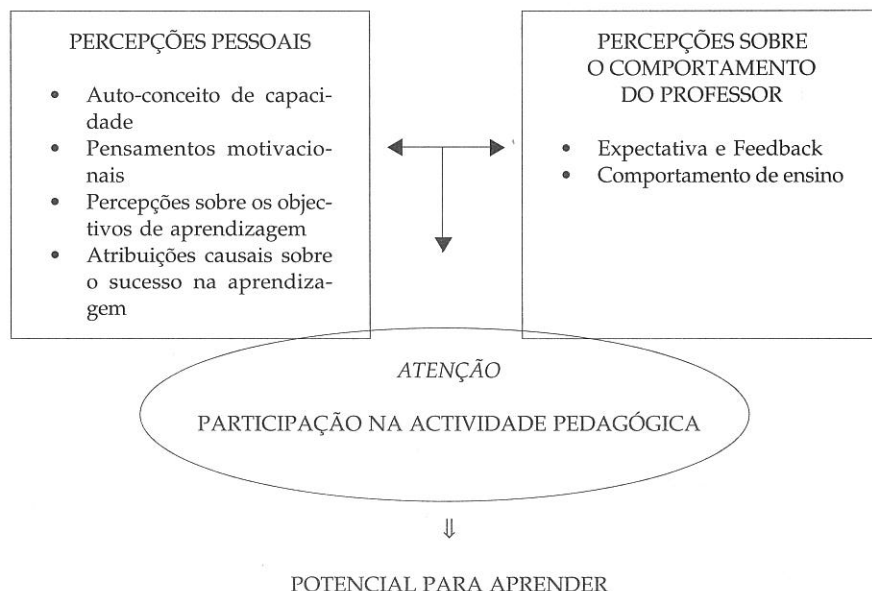 PERCEPÇÕES PESSOAIS
• Auto-conceito de capaci-
dade
• Pensamentos motivacio-
nais
• Percepções sobre os objec-
tivos de aprendizagem
• Atribuições causais sobre
o sucesso na aprendiza-
gem
PERCEPÇÕES SOBRE
O COMPORTAMENTO
DO PROFESSOR
• Expectativa e Feedback
• Comportamento de ensino
ATENÇÃO
PARTICIPAÇÃO NA ACTIVIDADE PEDAGÓGICA
⇓
POTENCIAL PARA APRENDER